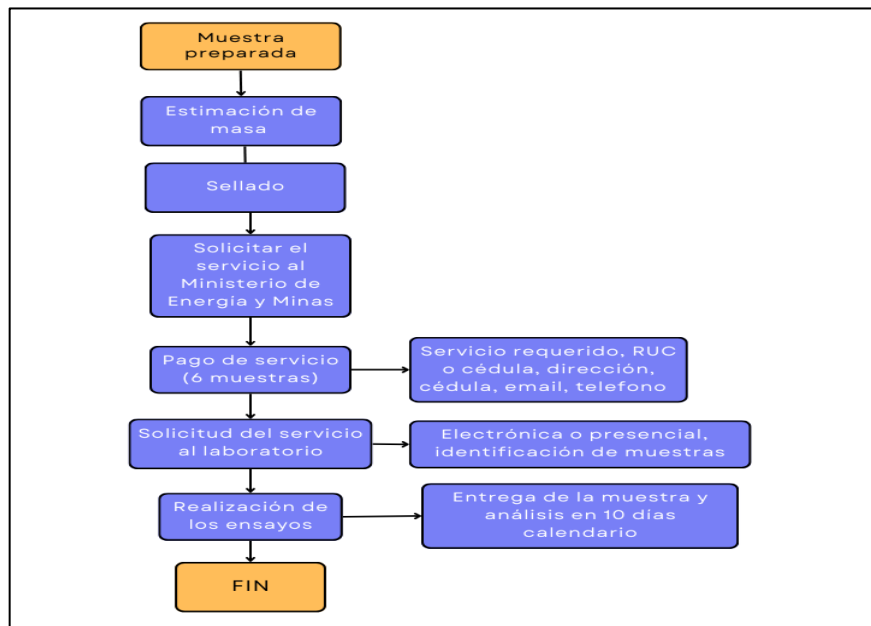 Muestra
preparada
Estimación de
masa
Sellado
Solicitar el
servicio al
Ministerio de
Energía y Minas
Pago de servicio
(6 muestras)
Servicio requerido, RUC
o cédula, dirección,
cédula, email, telefono
Solicitud del servicio
al laboratorio
Electrónica o presencial,
identificación de muestras
Realización de
los ensayos
Entrega de la muestra y
análisis en 10 días
calendario
FIN